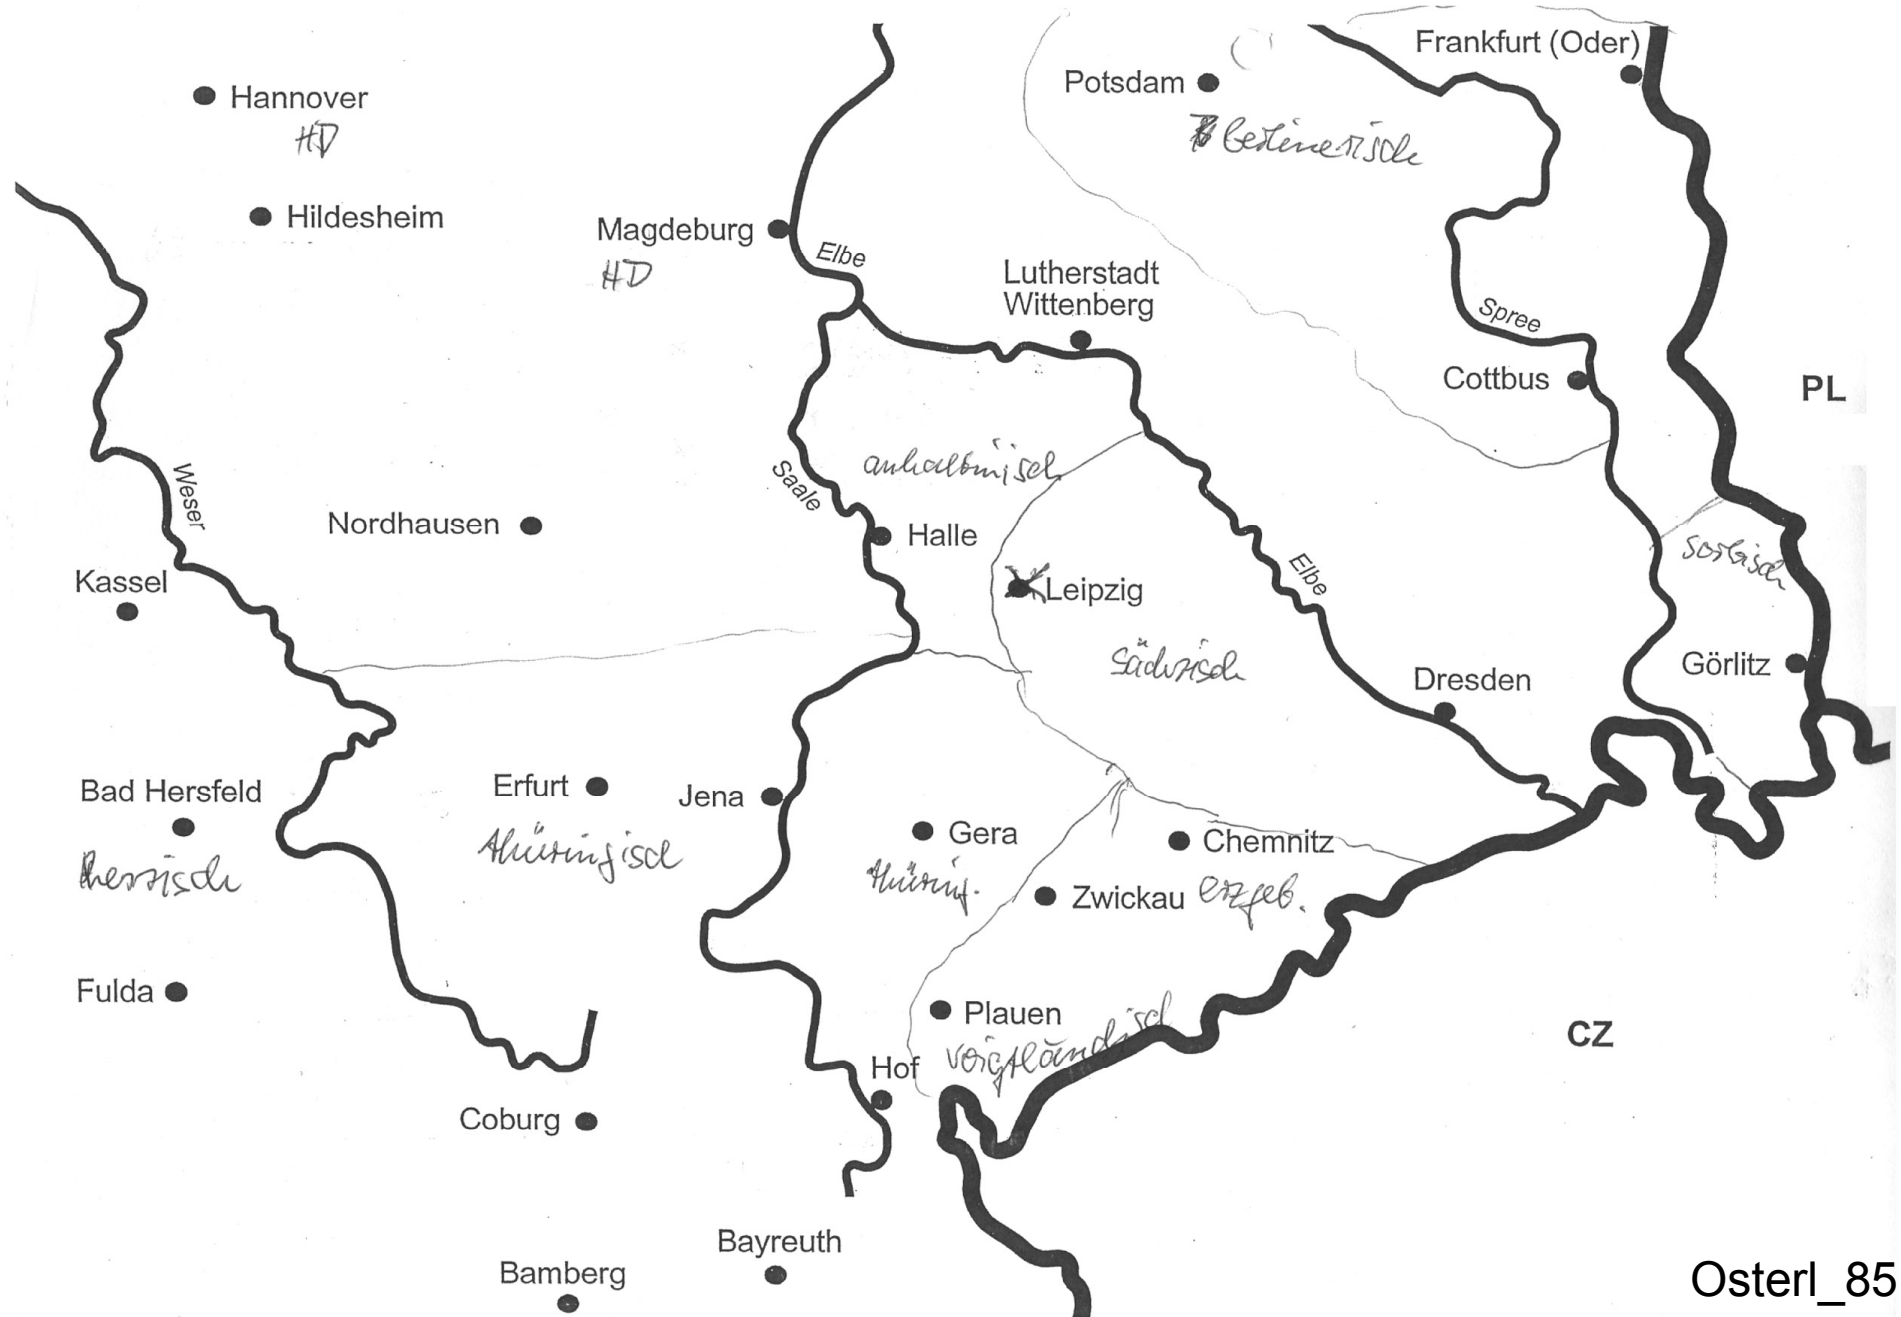 Frankfurt (Oder)
Potsdam
Hannover
HD
berlinerisch
Hildesheim
Magdeburg
HD
Elbe
Lutherstadt
Wittenberg
Spree
Cottbus
PL
anhaltinisch
Weser
Saale
Nordhausen
Halle
sorbisch
Kassel
Leipzig
Elbe
Sächsisch
Görlitz
Dresden
Bad Hersfeld
Erfurt
Jena
Gera
Chemnitz
hessisch
thüringisch
thüring.
Zwickau
erzgeb.
Fulda
Plauen
voigtländisch
CZ
Hof
Coburg
Bayreuth
Bamberg
Osterl_85